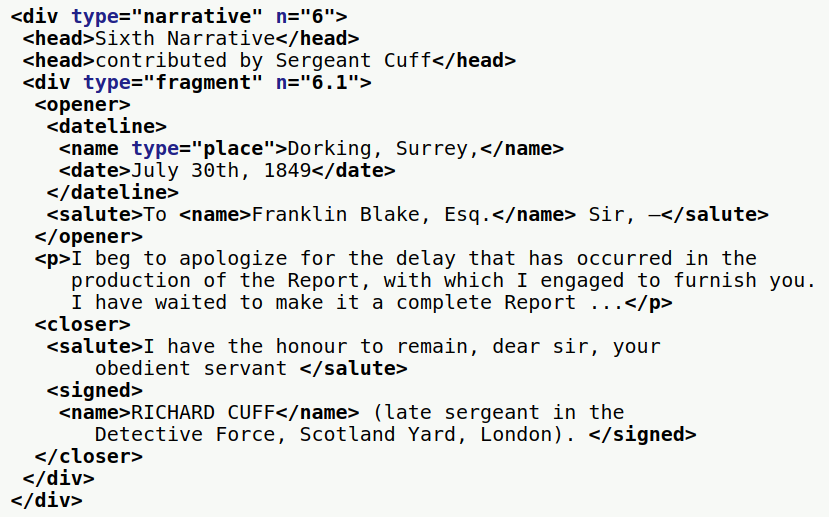 <div type="narrative" n="6">
<head>Sixth Narrative</head>
<head>contributed by Sergeant Cuff</head>
<div type="fragment" n="6.1">
<opener>
<dateline>
<name type="place">Dorking, Surrey,</name>
<date>July 30th, 1849</date>
</dateline>
<salute>To <name>Franklin Blake, Esq.</name> Sir, —</salute>
</opener>
<p>I beg to apologize for the delay that has occurred in the
production of the Report, with which I engaged to furnish you.
I have waited to make it a complete Report ...</p>
<closer>
<salute>I have the honour to remain, dear sir, your
obedient servant </salute>
<signed>
<name>RICHARD CUFF</name> (late sergeant in the
Detective Force, Scotland Yard, London). </signed>
</closer>
</div>
</div>